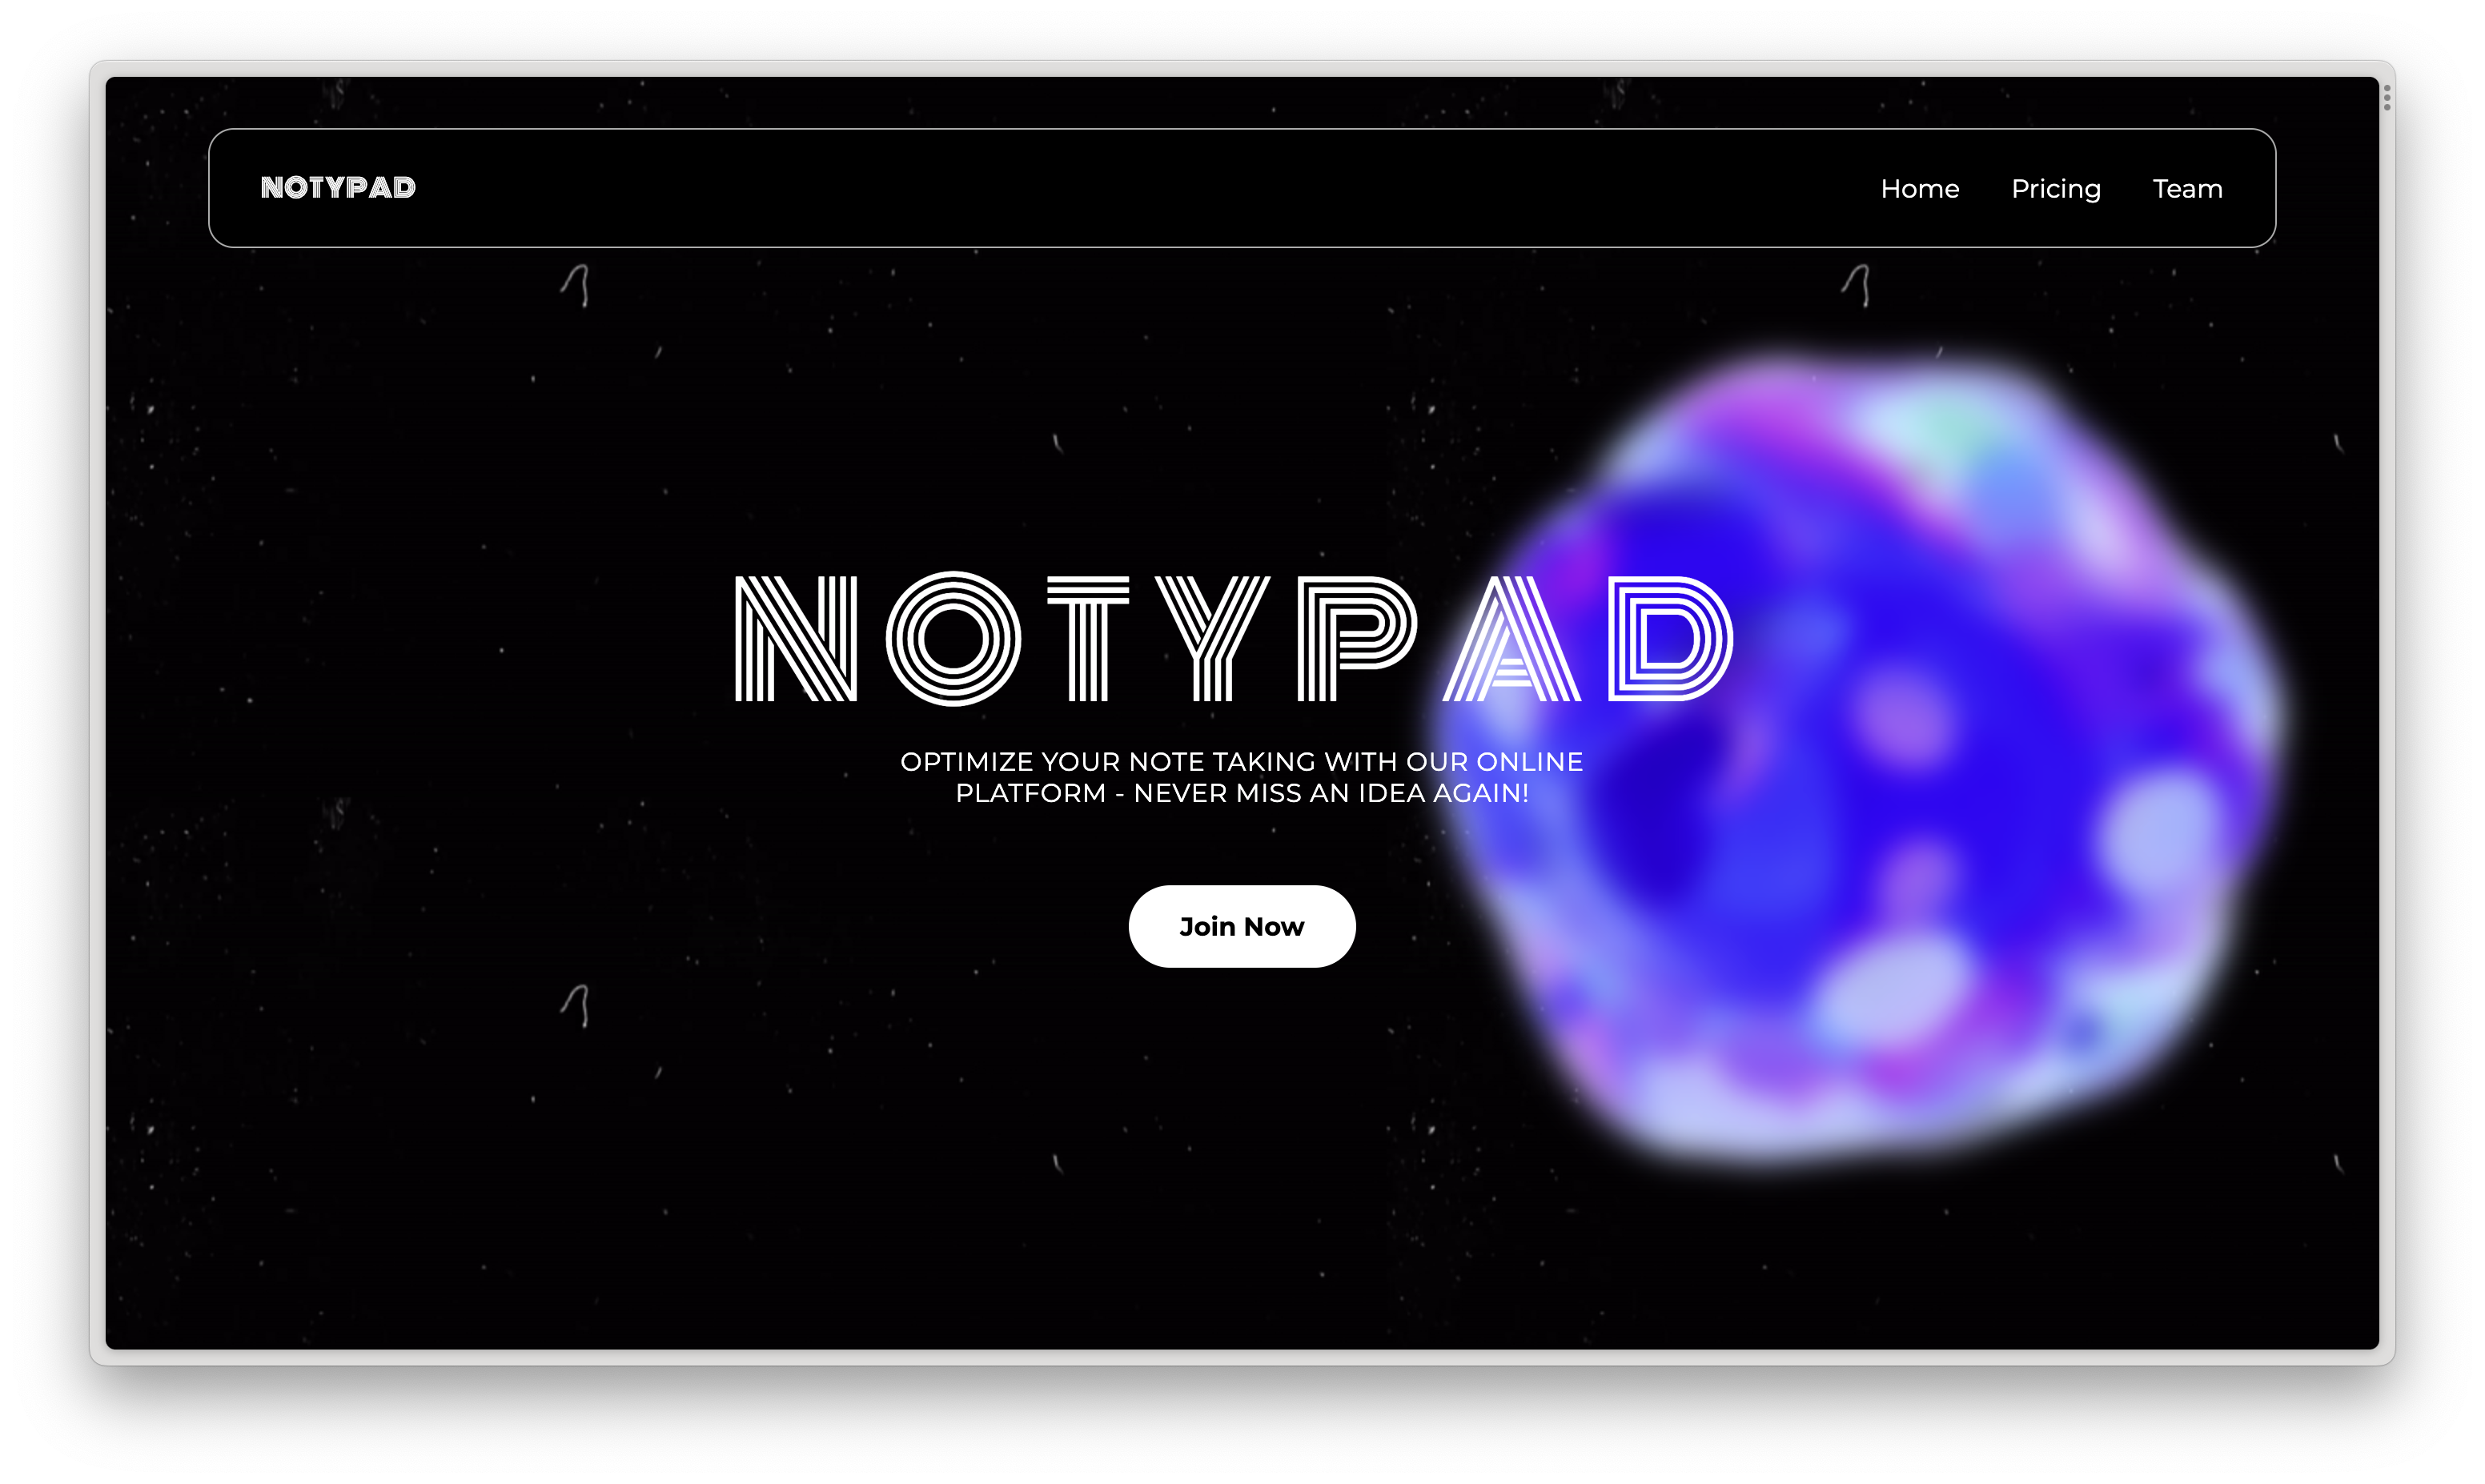 NOTYPAD
Home Pricing Team
NOTYPAD
OPTIMIZE YOUR NOTE TAKING WITH OUR ONLINE
PLATFORM - NEVER MISS AN IDEA AGAIN!
Join Now